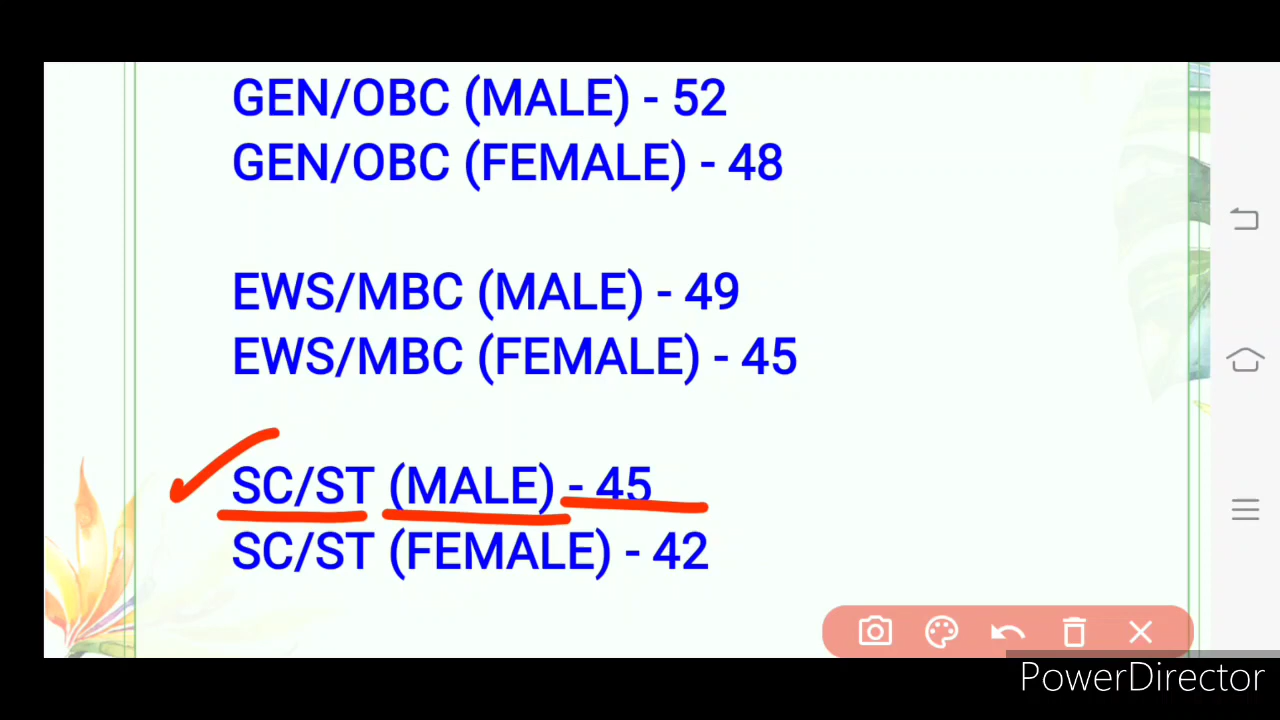 GEN/OBC (MALE) - 52
GEN/OBC (FEMALE) - 48
EWS/MBC (MALE) - 49
EWS/MBC (FEMALE) - 45
SC/ST (MALE) - 45
SC/ST (FEMALE) - 42
PowerDirector